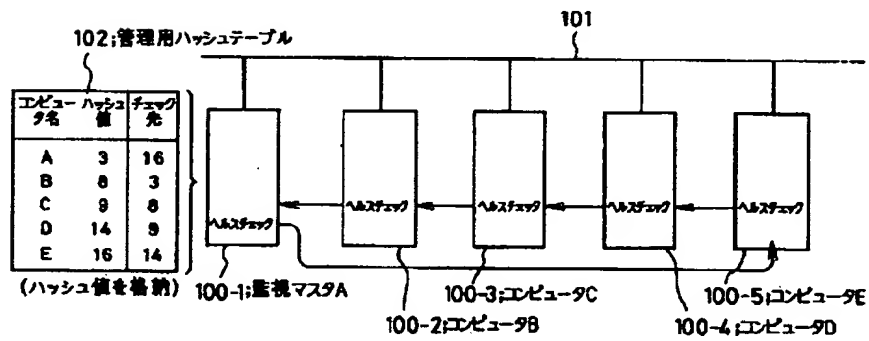 102;管理用ハッシュテーブル
101
コンピュータ名 ハッシュ値 チェック先
A 3 16
B 8 3
C 9 8
D 14 9
E 16 14
(ハッシュ値を格納)
ヘルスチェック
ヘルスチェック
ヘルスチェック
ヘルスチェック
ヘルスチェック
100-1;監視マスタA
100-2;コンピュータB
100-3;コンピュータC
100-4;コンピュータD
100-5;コンピュータE